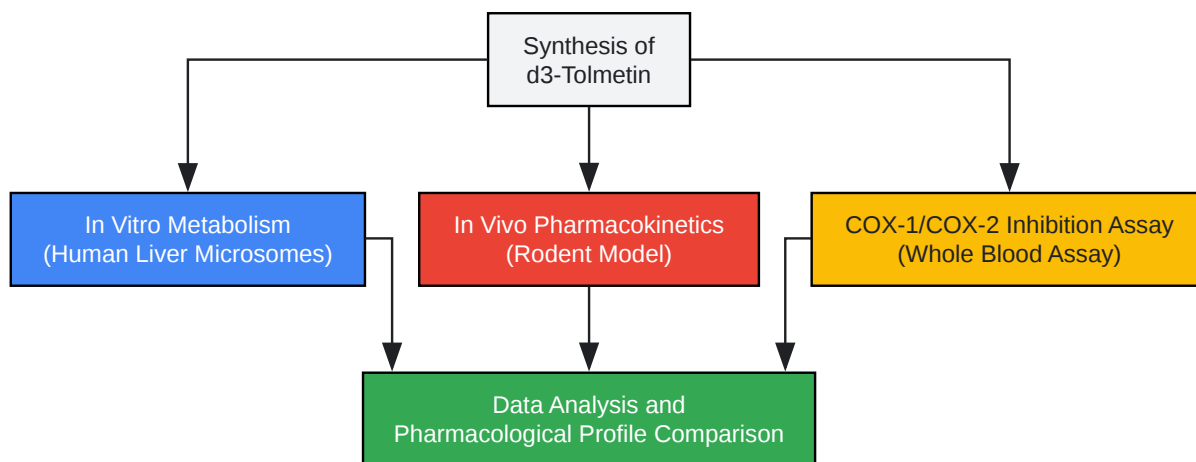 Synthesis of
d3-Tolmetin
In Vitro Metabolism
(Human Liver Microsomes)
In Vivo Pharmacokinetics
(Rodent Model)
COX-1/COX-2 Inhibition Assay
(Whole Blood Assay)
Data Analysis and
Pharmacological Profile Comparison